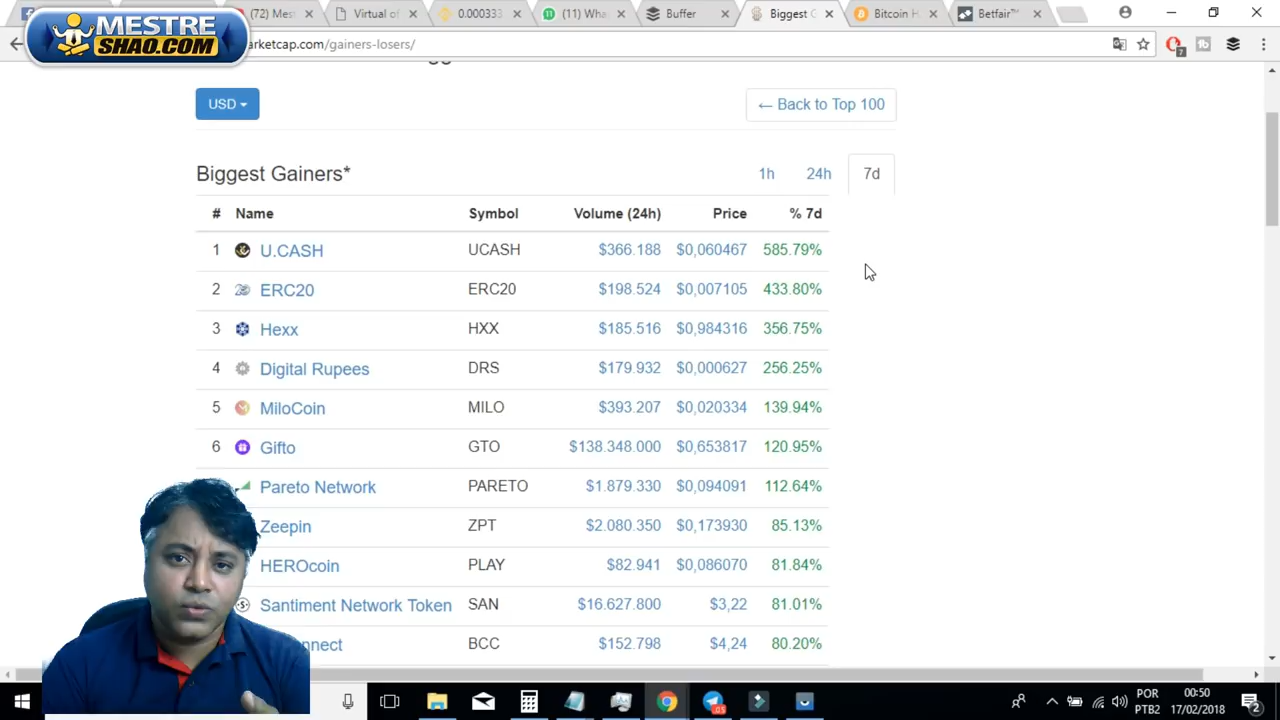 (72) Mest
Virtual of
0.000333
(11) Wha
Buffer
Biggest G
Bitcoin H
Betfair™
MESTRE
SHAO.COM
arketcap.com/gainers-losers/
7
USD
← Back to Top 100
Biggest Gainers*
1h 24h 7d
# Name Symbol Volume (24h) Price % 7d
1 U.CASH UCASH $366.188 $0,060467 585.79%
2 ERC20 ERC20 $198.524 $0,007105 433.80%
3 Hexx HXX $185.516 $0,984316 356.75%
4 Digital Rupees DRS $179.932 $0,000627 256.25%
5 MiloCoin MILO $393.207 $0,020334 139.94%
6 Gifto GTO $138.348.000 $0,653817 120.95%
Pareto Network PARETO $1.879.330 $0,094091 112.64%
Zeepin ZPT $2.080.350 $0,173930 85.13%
HEROcoin PLAY $82.941 $0,086070 81.84%
Santiment Network Token SAN $16.627.800 $3,22 81.01%
nnect BCC $152.798 $4,24 80.20%
POR 00:50
PTB2 17/02/2018
2